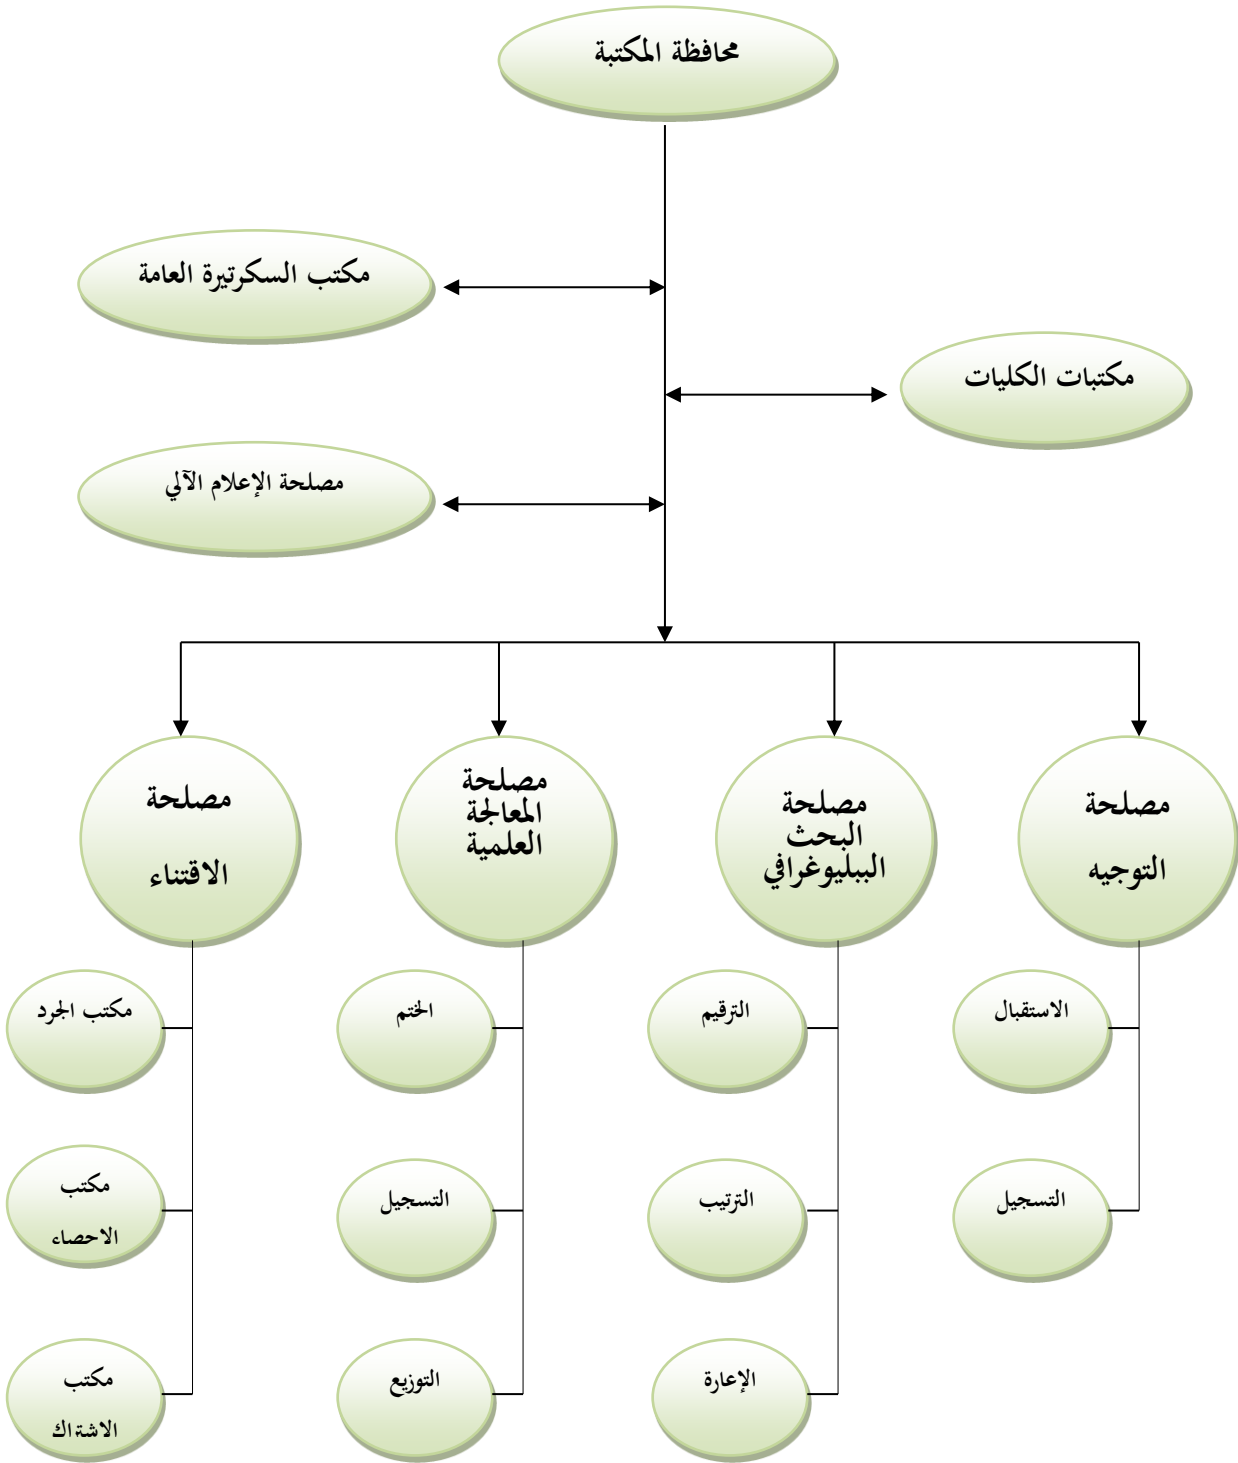 محافظة المكتبة
مكتب السكرتيرة العامة
مكتبات الكليات
مصلحة الإعلام الآلي
مصلحة
التوجيه
مصلحة
البحث
الببليوغرافي
مصلحة
المعالجة
العلمية
مصلحة
الاقتناء
الاستقبال
الترقيم
الختم
مكتب الجرد
التسجيل
الترتيب
التسجيل
مكتب
الاحصاء
الإعارة
التوزيع
مكتب
الاشتراك